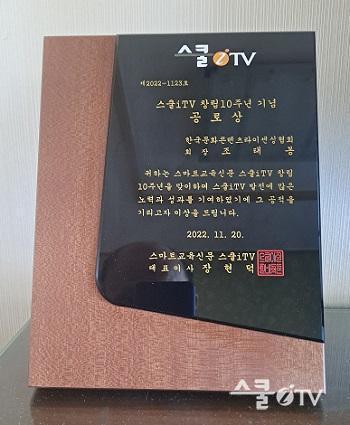 스쿨iTV
제2022-1123호
스쿨iTV 창립10주년 기념
공로상
한국문화콘텐츠라이센싱협회
회장 조태봉
귀하는 스마트교육신문 스쿨iTV 창립
10주년을 맞이하여 스쿨iTV 발전에 많은
노력과 성과를 기여하였기에 그 공적을
기리고자 이상을 드립니다.
2022. 11. 20.
스마트교육신문 스쿨iTV
대표이사 장현덕
스쿨iTV